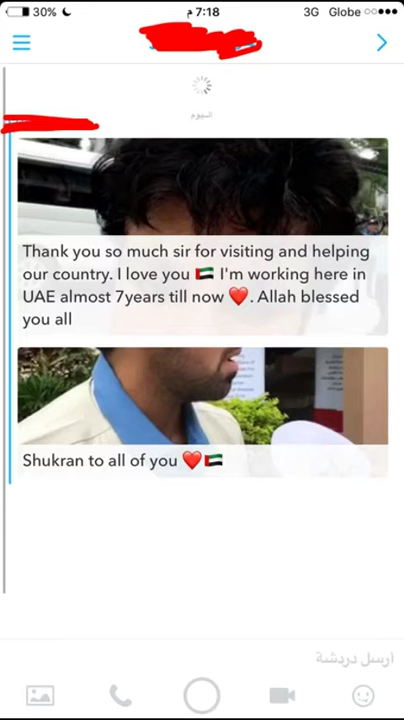 30% 7:18 م 3G Globe
اليوم
Thank you so much sir for visiting and helping
our country. I love you 🇦🇪 I'm working here in
UAE almost 7years till now ❤️. Allah blessed
you all
Shukran to all of you ❤️🇦🇪
أرسل دردشة